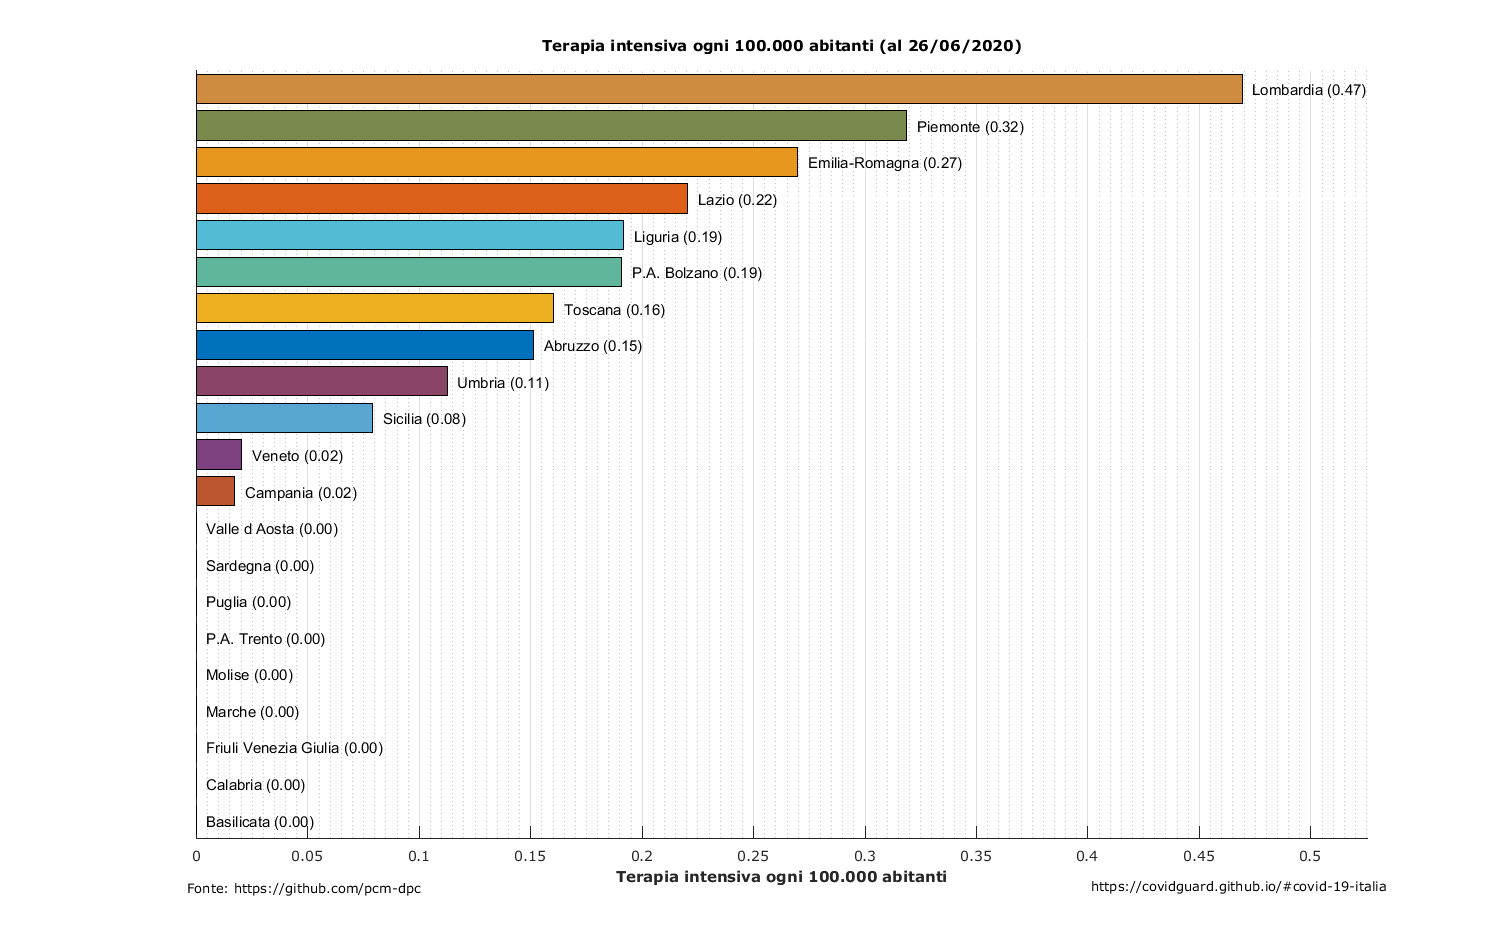 Terapia intensiva ogni 100.000 abitanti (al 26/06/2020)
Lombardia (0.47)
Piemonte (0.32)
Emilia-Romagna (0.27)
Lazio (0.22)
Liguria (0.19)
P.A. Bolzano (0.19)
Toscana (0.16)
Abruzzo (0.15)
Umbria (0.11)
Sicilia (0.08)
Veneto (0.02)
Campania (0.02)
Valle d Aosta (0.00)
Sardegna (0.00)
Puglia (0.00)
P.A. Trento (0.00)
Molise (0.00)
Marche (0.00)
Friuli Venezia Giulia (0.00)
Calabria (0.00)
Basilicata (0.00)
0 0.05 0.1 0.15 0.2 0.25 0.3 0.35 0.4 0.45 0.5
Terapia intensiva ogni 100.000 abitanti
Fonte: https://github.com/pcm-dpc
https://covidguard.github.io/#covid-19-italia